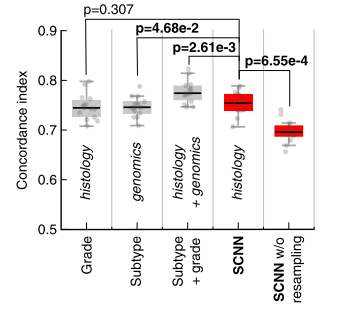 p=0.307
p=4.68e-2
p=2.61e-3
p=6.55e-4
Concordance index
0.9
0.8
0.7
0.6
0.5
histology
genomics
histology
+ genomics
histology
Grade
Subtype
Subtype
+ grade
SCNN
SCNN w/o
resampling